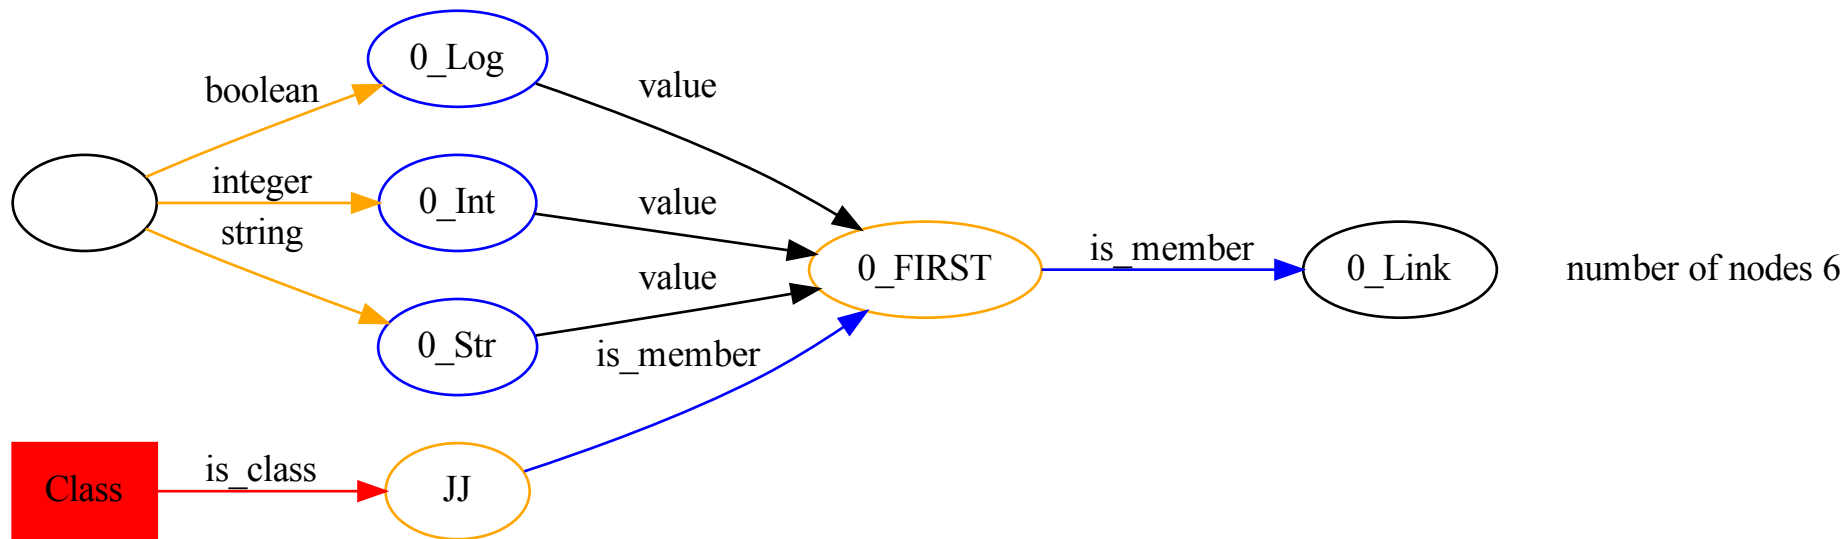 0_Log
boolean
value
integer
0_Int
value
string
value
0_FIRST
is_member
0_Link
number of nodes 6
0_Str
is_member
Class
is_class
JJ